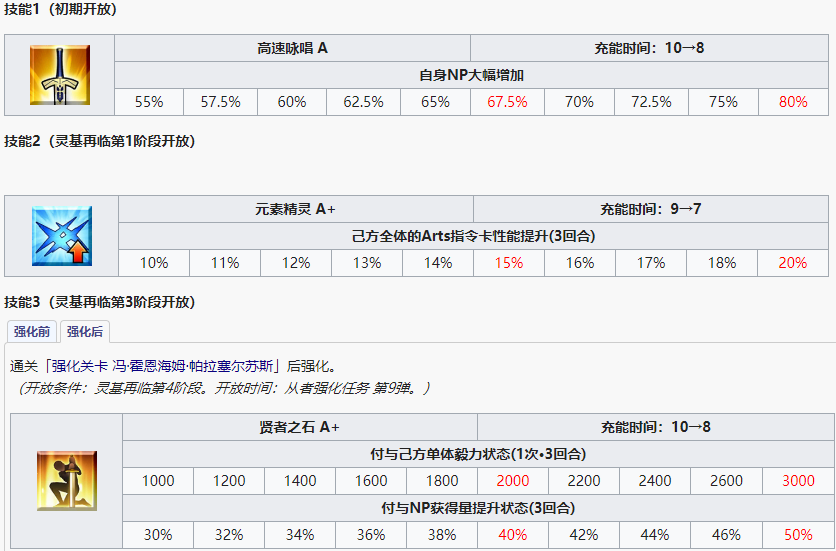 技能1（初期开放）
高速咏唱 A 充能时间：10→8
自身NP大幅增加
55% 57.5% 60% 62.5% 65% 67.5% 70% 72.5% 75% 80%
技能2（灵基再临第1阶段开放）
元素精灵 A+ 充能时间：9→7
己方全体的Arts指令卡性能提升(3回合)
10% 11% 12% 13% 14% 15% 16% 17% 18% 20%
技能3（灵基再临第3阶段开放）
强化前 强化后
通关「强化关卡 冯·霍恩海姆·帕拉塞尔苏斯」后强化。
（开放条件：灵基再临第4阶段。开放时间：从者强化任务 第9弹。）
贤者之石 A+ 充能时间：10→8
付与己方单体毅力状态(1次·3回合)
1000 1200 1400 1600 1800 2000 2200 2400 2600 3000
付与NP获得量提升状态(3回合)
30% 32% 34% 36% 38% 40% 42% 44% 46% 50%